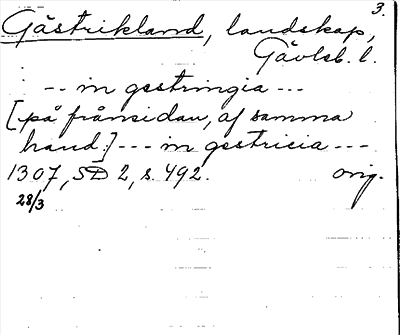 3.
Gästrikland, landskap,
Gävleb. l.
-- in gestringia ---
[på frånsidan, af samma
hand:] --- in gestricia ---
1307, SD 2, s. 492. orig.
28/3